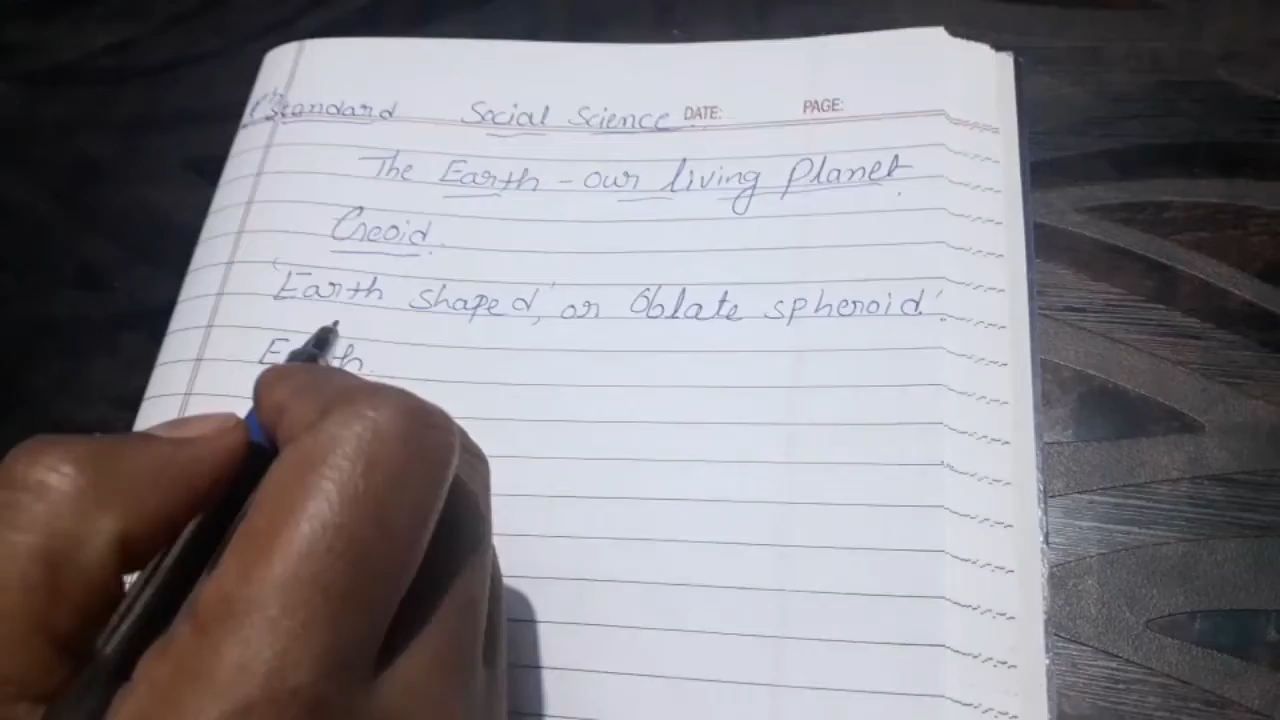 Standard Social Science DATE: PAGE:
The Earth - our living Planet
Geoid.
'Earth shaped' or 'Oblate spheroid'.